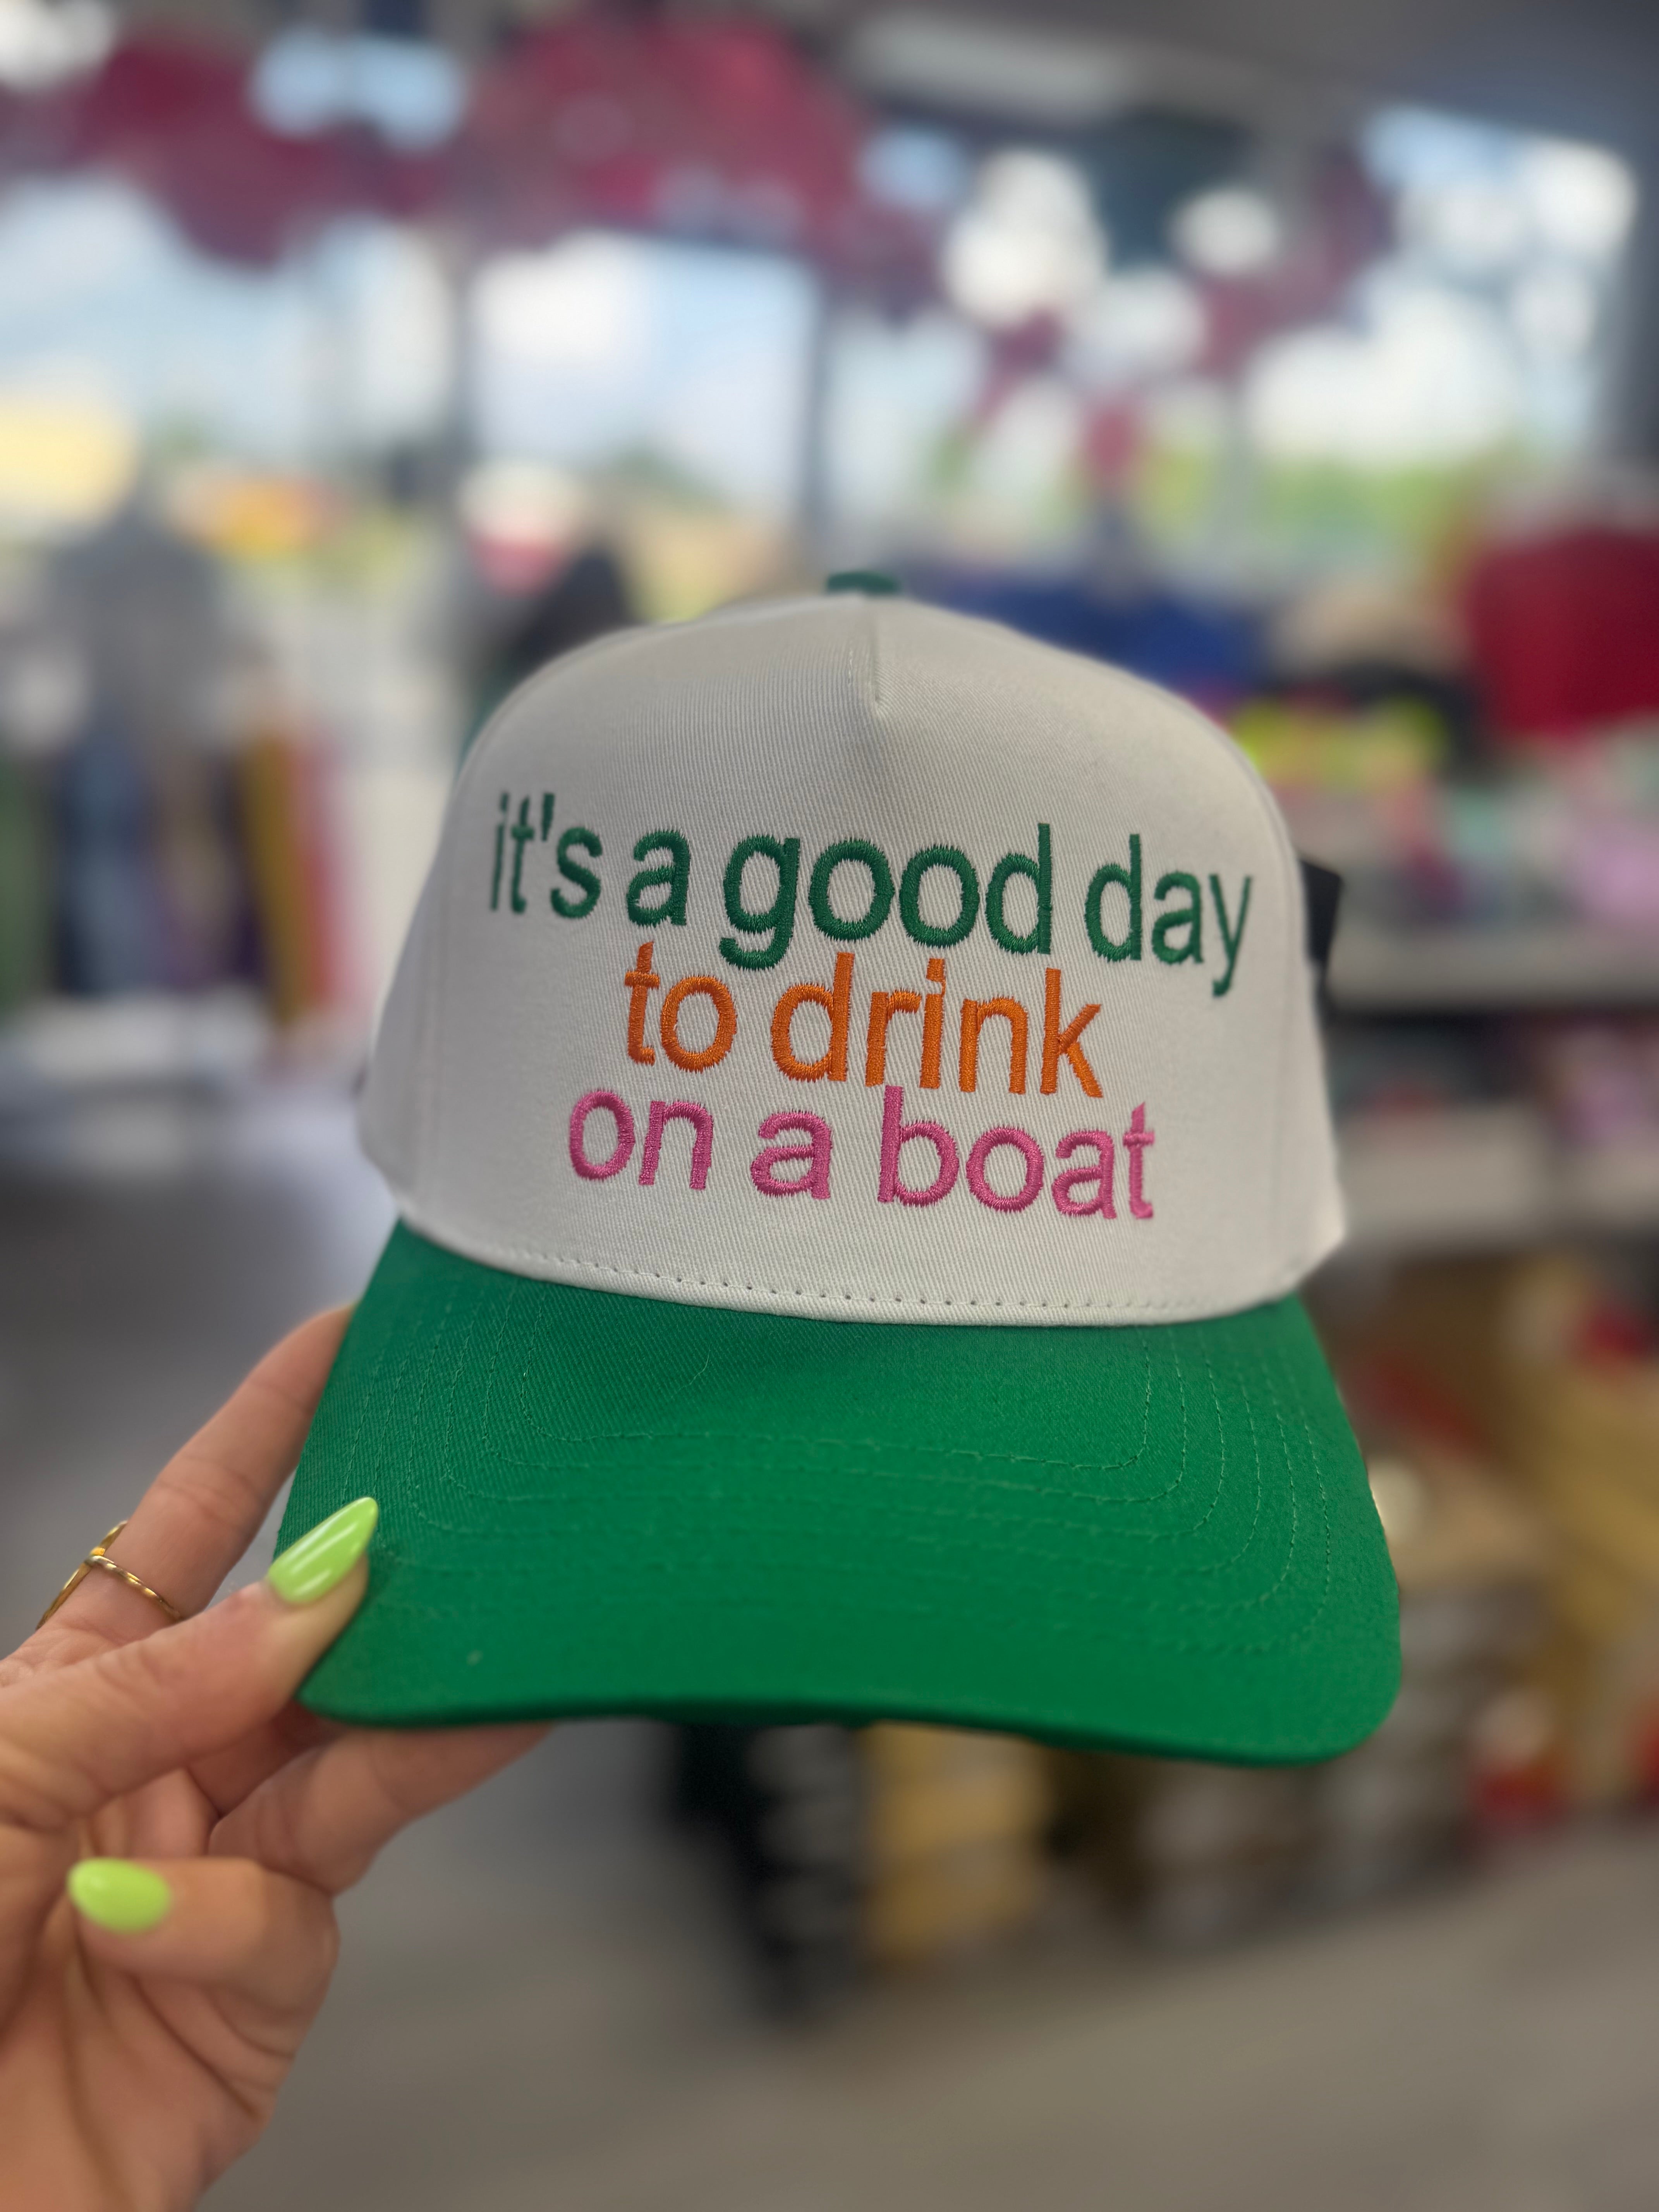 it's a good day
to drink
on a boat